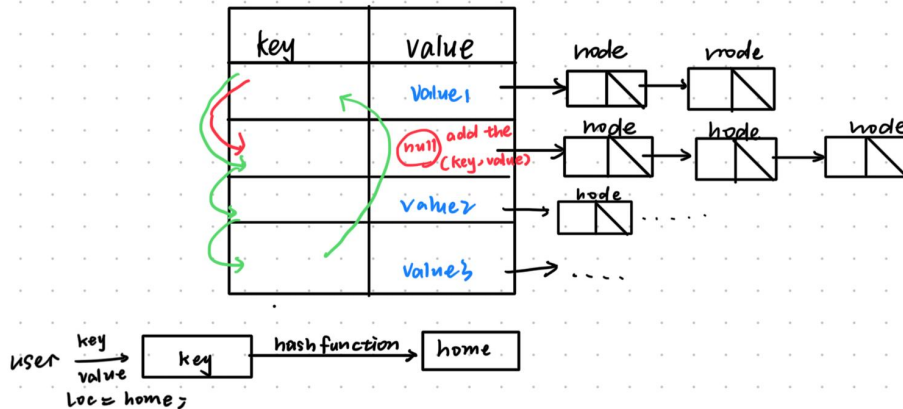 key value
node node
value1
null add the
(key,value)
node node node
value2
node
value3
user key key hash function home
value
Loc = home;